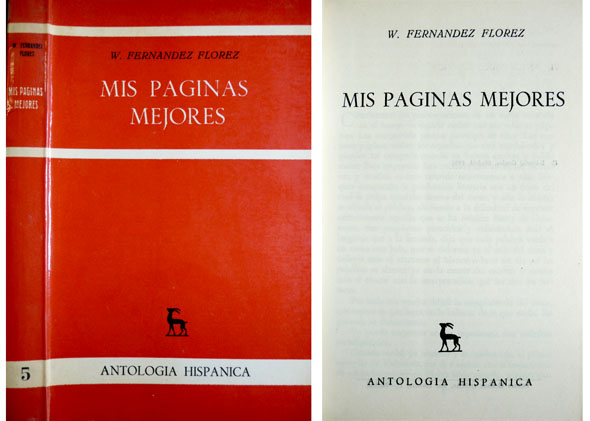 W. FERNANDEZ
FLOREZ
MIS PAGINAS
MEJORES
5
W. FERNANDEZ FLOREZ
MIS PAGINAS
MEJORES
ANTOLOGIA HISPANICA
W. FERNANDEZ FLOREZ
MIS PAGINAS MEJORES
ANTOLOGIA HISPANICA